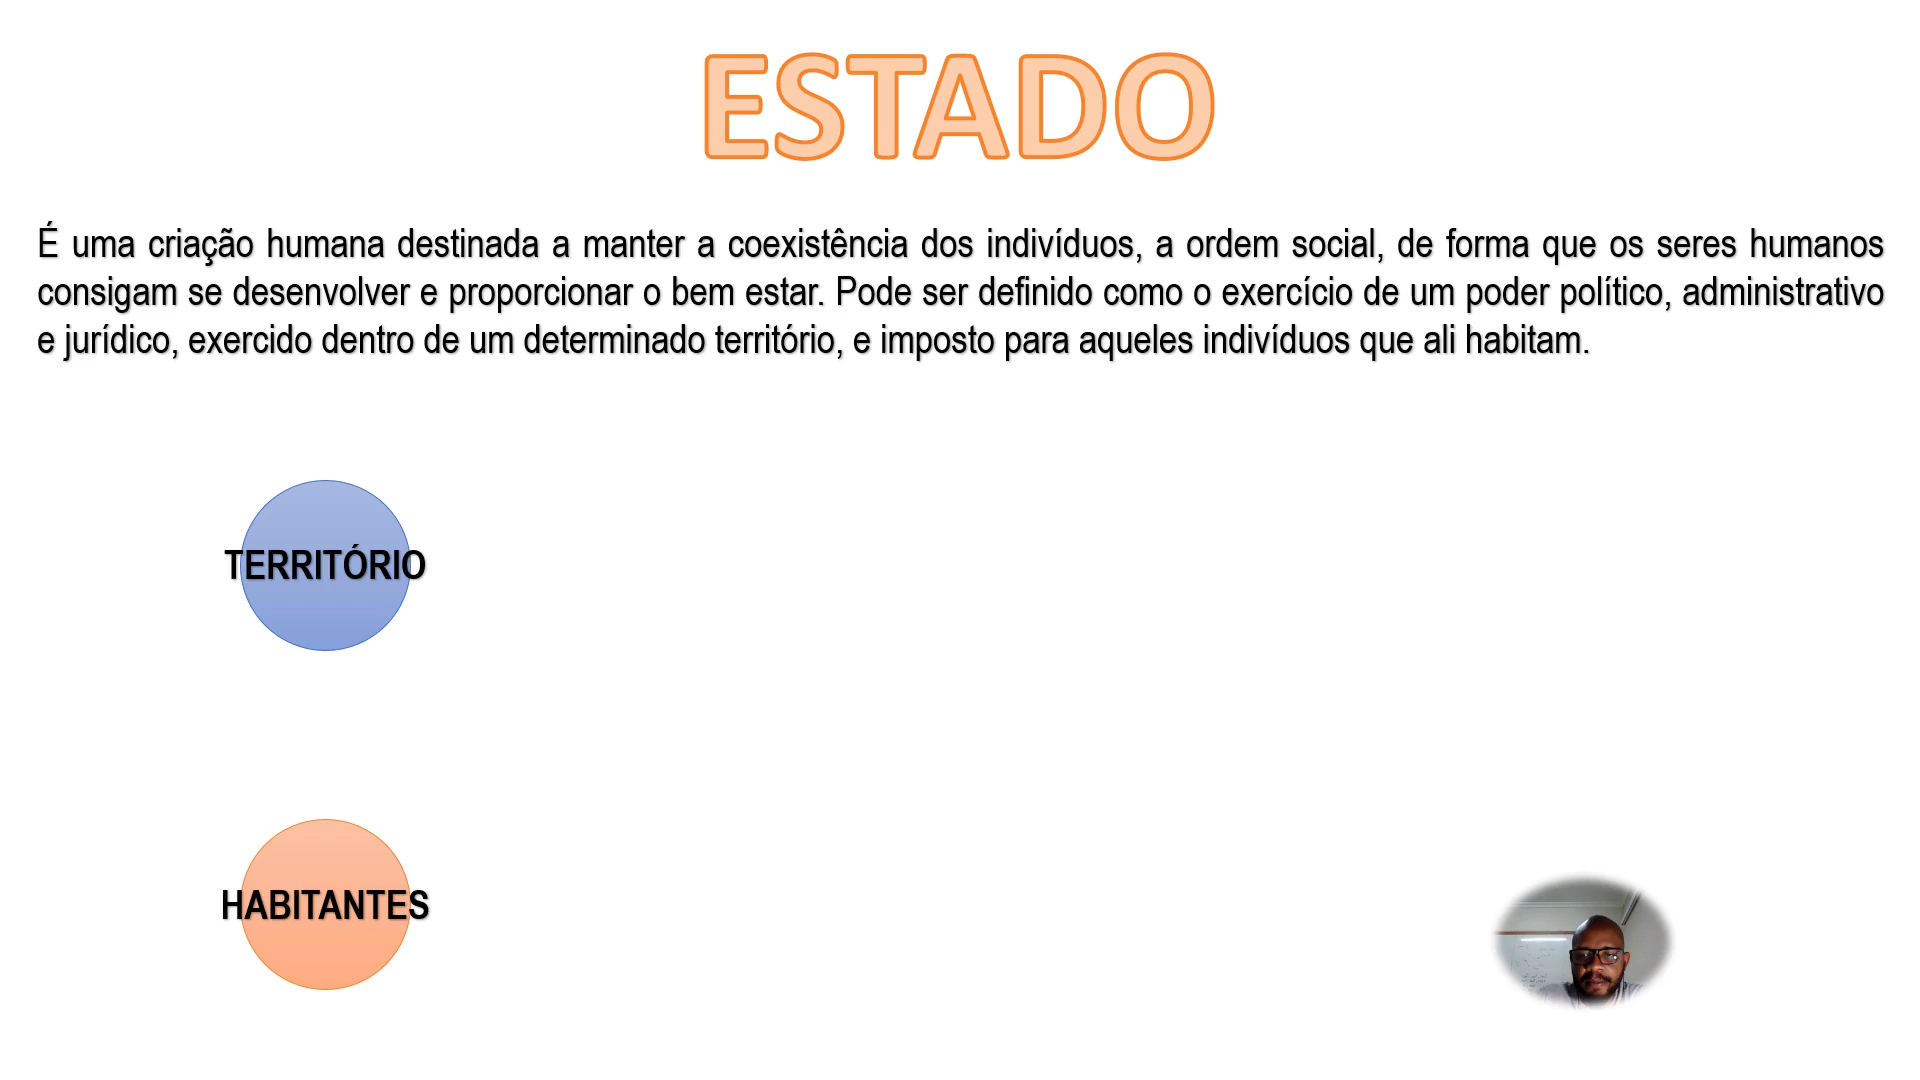 ESTADO
É uma criação humana destinada a manter a coexistência dos indivíduos, a ordem social, de forma que os seres humanos
consigam se desenvolver e proporcionar o bem estar. Pode ser definido como o exercício de um poder político, administrativo
e jurídico, exercido dentro de um determinado território, e imposto para aqueles indivíduos que ali habitam.
TERRITÓRIO
HABITANTES